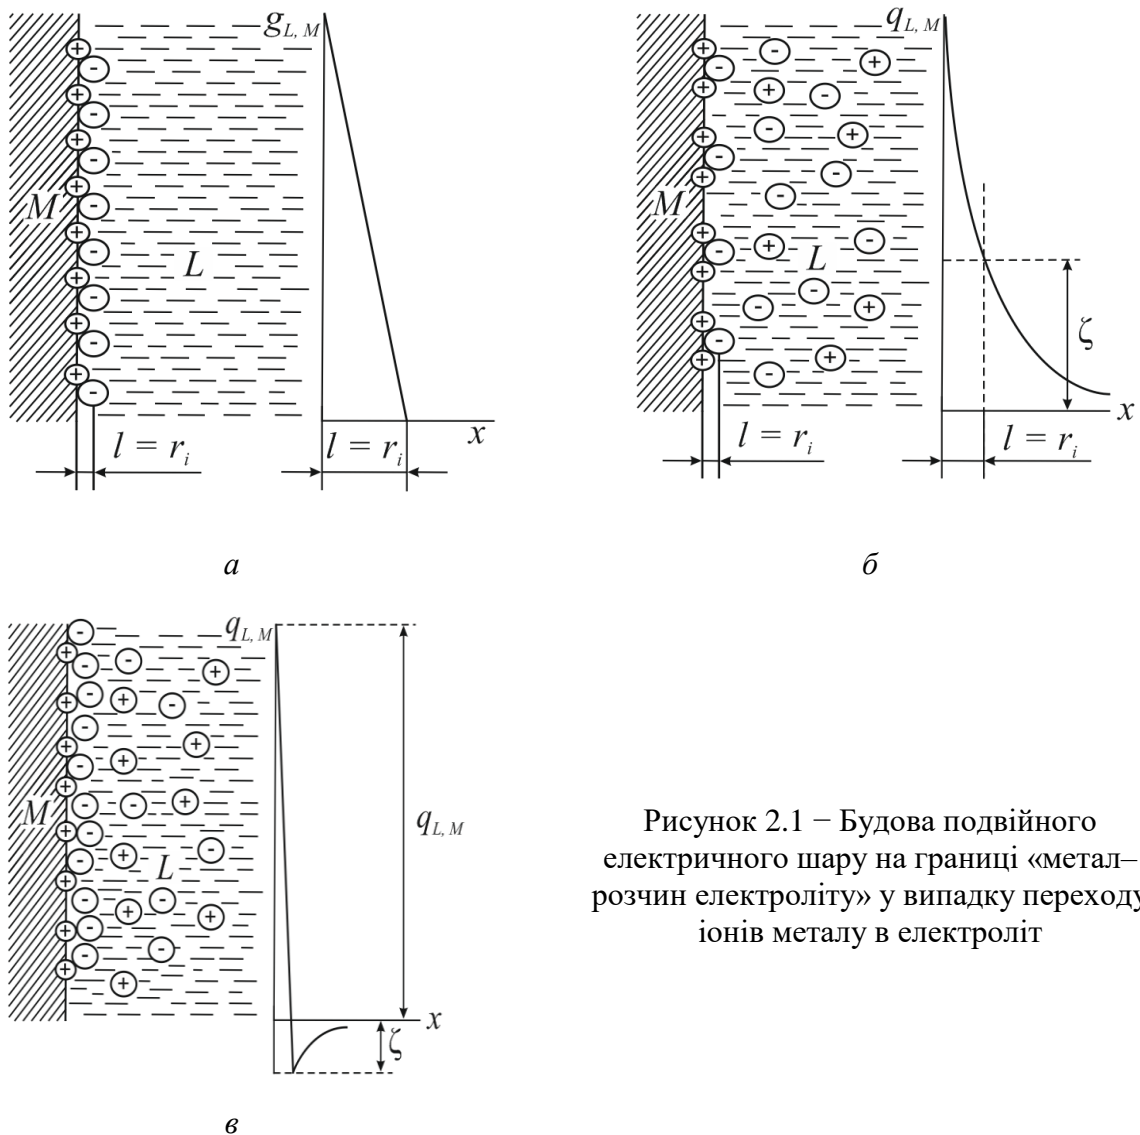 g_{L, M}
M
L
x
l = r_i
l = r_i
а
q_{L, M}
M
L
ζ
x
l = r_i
l = r_i
б
q_{L, M}
M
L
q_{L, M}
x
ζ
в
Рисунок 2.1 − Будова подвійного
електричного шару на границі «метал–
розчин електроліту» у випадку переходу
іонів металу в електроліт